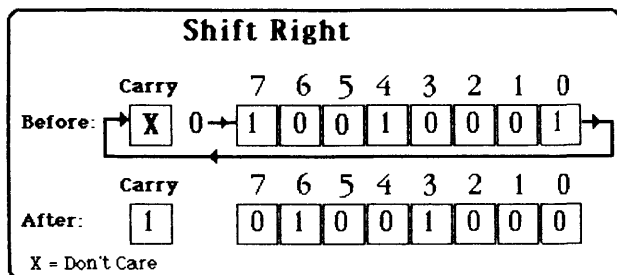 Shift Right
Carry 7 6 5 4 3 2 1 0
Before: X 0 1 0 0 1 0 0 0 1
Carry 7 6 5 4 3 2 1 0
After: 1 0 1 0 0 1 0 0 0
X = Don't Care